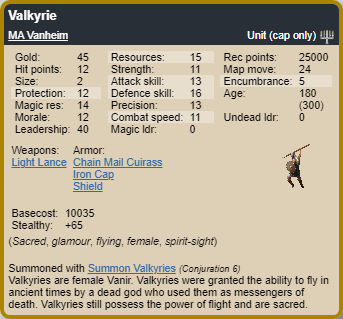 Valkyrie
MA Vanheim Unit (cap only)
Gold: 45 Resources: 15 Rec points: 25000
Hit points: 12 Strength: 11 Map move: 24
Size: 2 Attack skill: 13 Encumbrance: 5
Protection: 12 Defence skill: 16 Age: 180
Magic res: 14 Precision: 13 (300)
Morale: 12 Combat speed: 11 Undead ldr: 0
Leadership: 40 Magic ldr: 0
Weapons: Armor:
Light Lance Chain Mail Cuirass
Iron Cap
Shield
Basecost: 10035
Stealthy: +65
(Sacred, glamour, flying, female, spirit-sight)
Summoned with Summon Valkyries (Conjuration 6)
Valkyries are female Vanir. Valkyries were granted the ability to fly in
ancient times by a dead god who used them as messengers of
death. Valkyries still possess the power of flight and are sacred.